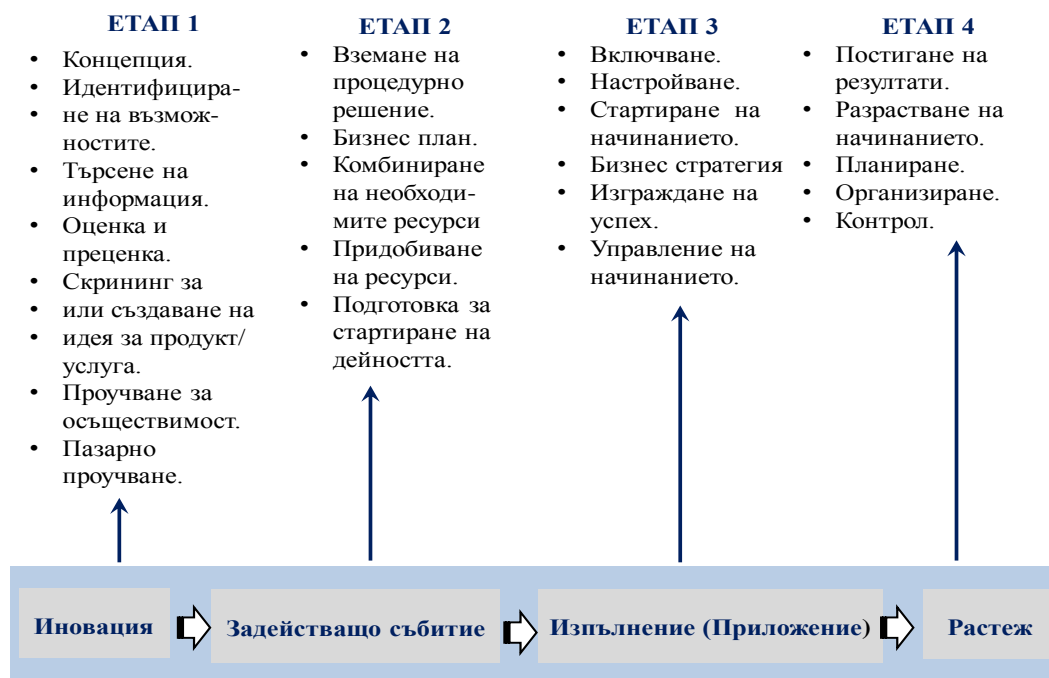 ЕТАП 1
• Концепция.
• Идентифицира-
• не на възмож-
ностите.
• Търсене на
информация.
• Оценка и
преценка.
• Скрининг за
• или създаване на
• идея за продукт/
услуга.
• Проучване за
осъществимост.
• Пазарно
проучване.
ЕТАП 2
• Вземане на
процедурно
решение.
• Бизнес план.
• Комбиниране
на необходи-
мите ресурси
• Придобиване
на ресурси.
• Подготовка за
стартиране на
дейността.
ЕТАП 3
• Включване.
• Настройване.
• Стартиране на
начинанието.
• Бизнес стратегия
• Изграждане на
успех.
• Управление на
начинанието.
ЕТАП 4
• Постигане на
резултати.
• Разрастване на
начинанието.
• Планиране.
• Организиране.
• Контрол.
Иновация
Задействащо събитие
Изпълнение (Приложение)
Растеж